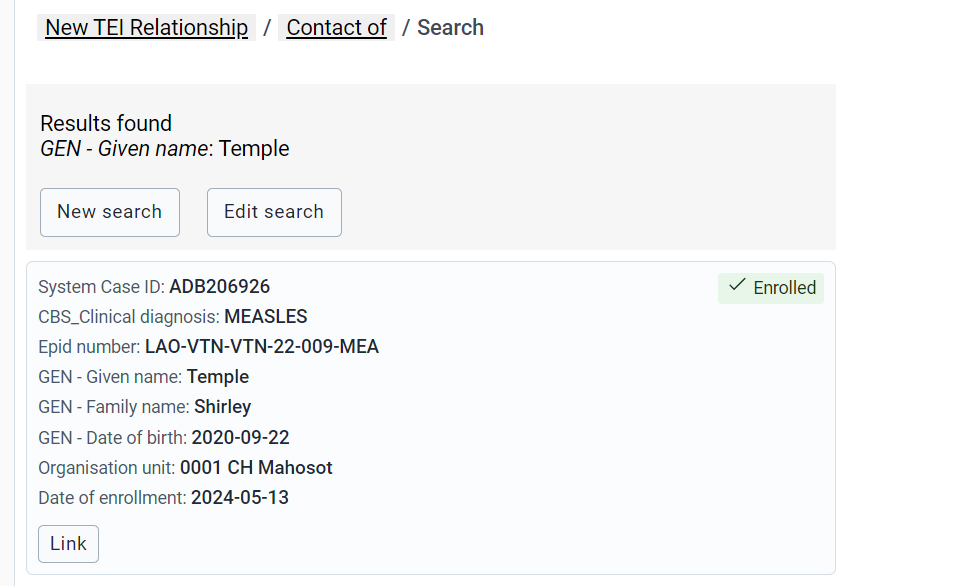 New TEI Relationship / Contact of / Search
Results found
GEN - Given name: Temple
New search Edit search
System Case ID: ADB206926 Enrolled
CBS_Clinical diagnosis: MEASLES
Epid number: LAO-VTN-VTN-22-009-MEA
GEN - Given name: Temple
GEN - Family name: Shirley
GEN - Date of birth: 2020-09-22
Organisation unit: 0001 CH Mahosot
Date of enrollment: 2024-05-13
Link